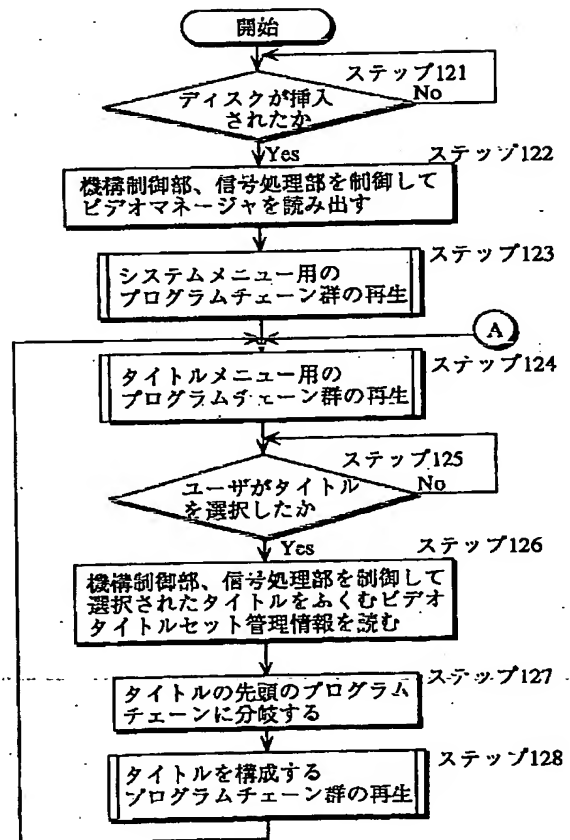 開始
ステップ121
No
ディスクが挿入
されたか
Yes
ステップ122
機構制御部、信号処理部を制御して
ビデオマネージャを読み出す
ステップ123
システムメニュー用の
プログラムチェーン群の再生
A
ステップ124
タイトルメニュー用の
プログラムチェーン群の再生
ステップ125
No
ユーザがタイトル
を選択したか
Yes
ステップ126
機構制御部、信号処理部を制御して
選択されたタイトルをふくむビデオ
タイトルセット管理情報を読む
ステップ127
タイトルの先頭のプログラム
チェーンに分岐する
ステップ128
タイトルを構成する
プログラムチェーン群の再生